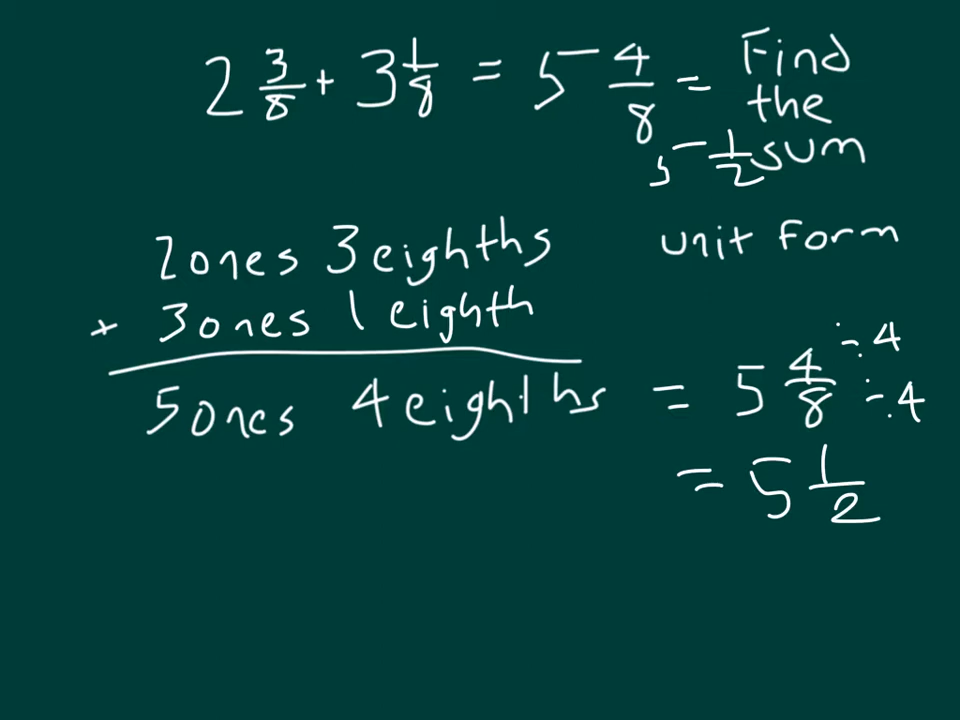 2 3/8 + 3 1/8 = 5 4/8 = Find
the
5 1/2 sum
2 ones 3 eighths unit form
+ 3 ones 1 eighth
5 ones 4 eighths = 5 4/8 ÷ 4 ÷ 4
= 5 1/2